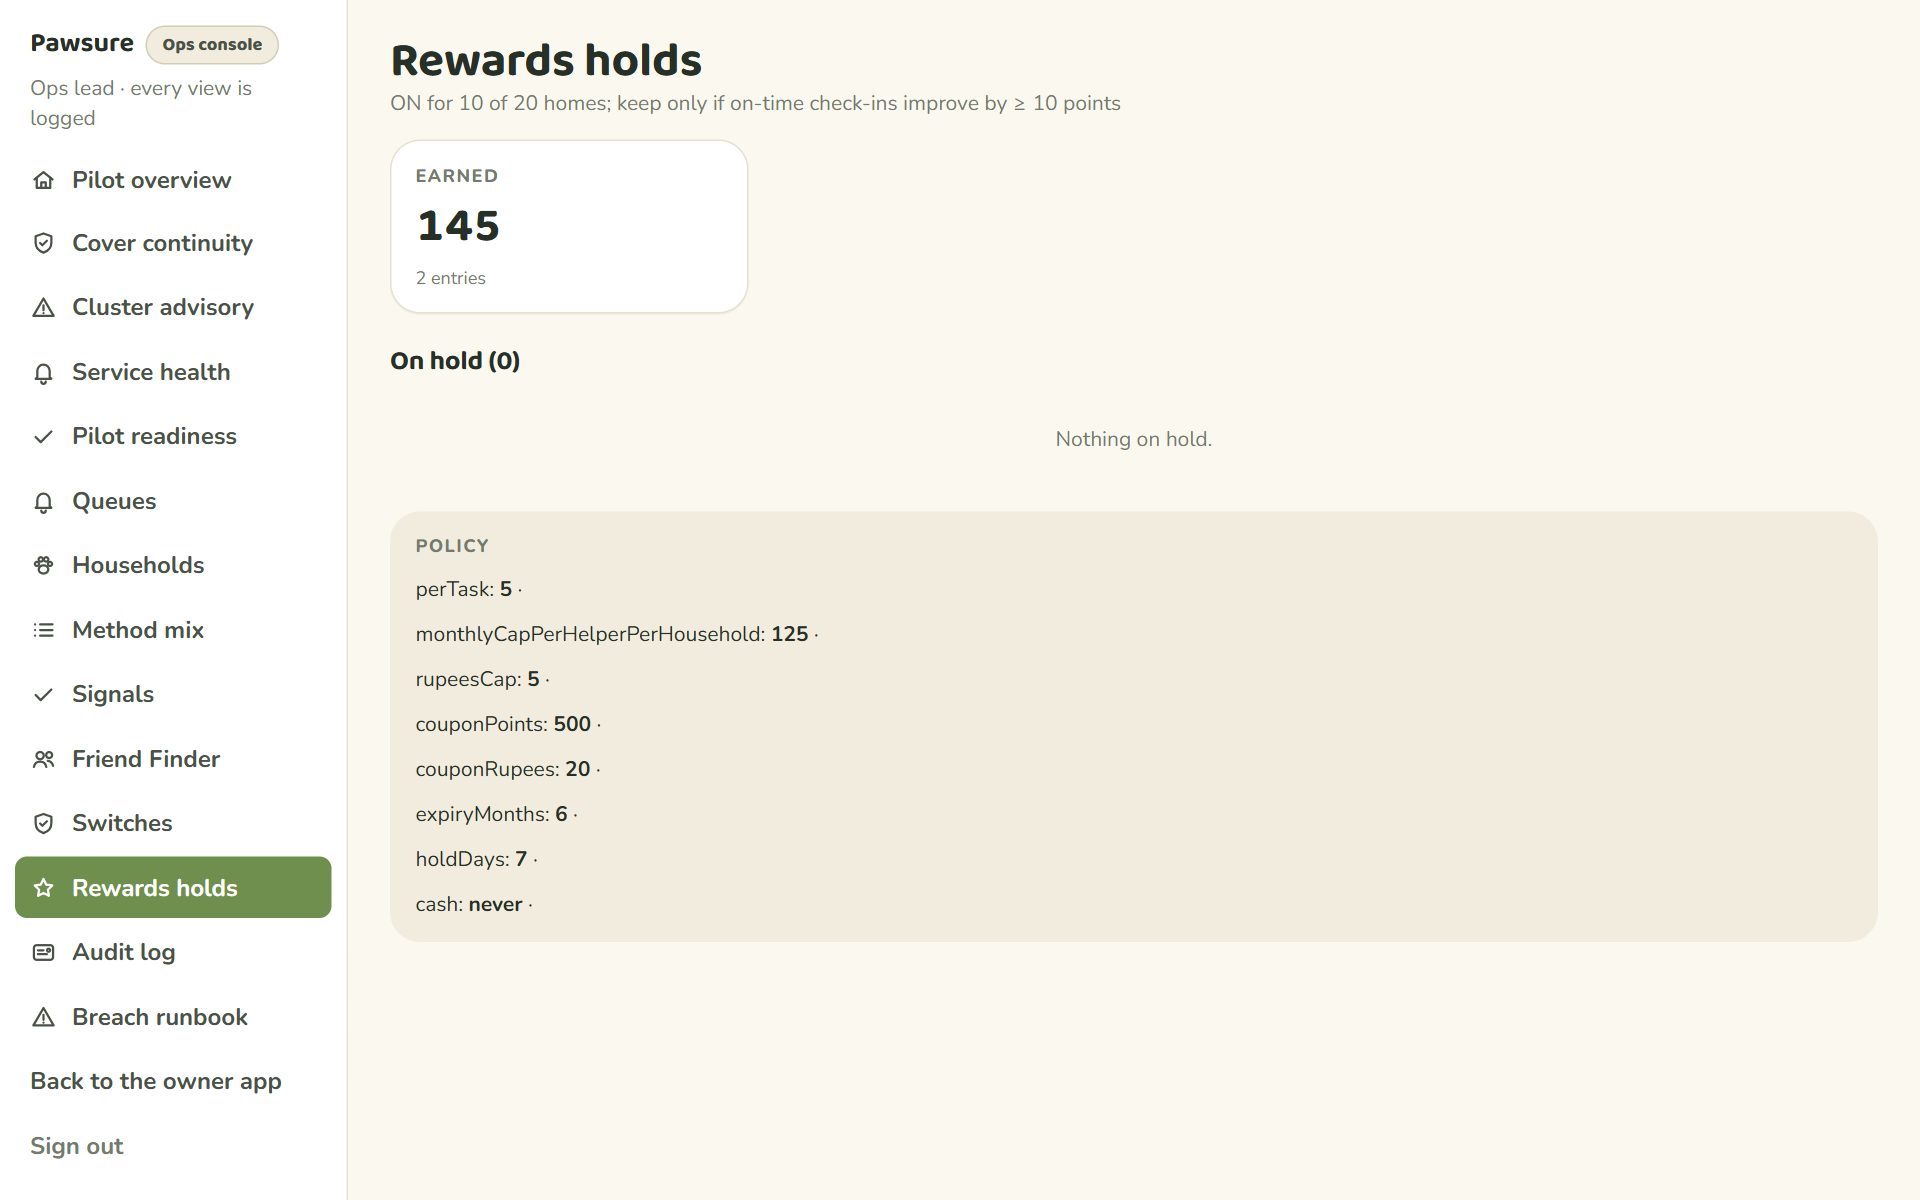 Pawsure
Ops console
Ops lead · every view is
logged
Pilot overview
Cover continuity
Cluster advisory
Service health
Pilot readiness
Queues
Households
Method mix
Signals
Friend Finder
Switches
Rewards holds
Audit log
Breach runbook
Back to the owner app
Sign out
Rewards holds
ON for 10 of 20 homes; keep only if on-time check-ins improve by ≥ 10 points
EARNED
145
2 entries
On hold (0)
Nothing on hold.
POLICY
perTask: 5 ·
monthlyCapPerHelperPerHousehold: 125 ·
rupeesCap: 5 ·
couponPoints: 500 ·
couponRupees: 20 ·
expiryMonths: 6 ·
holdDays: 7 ·
cash: never ·